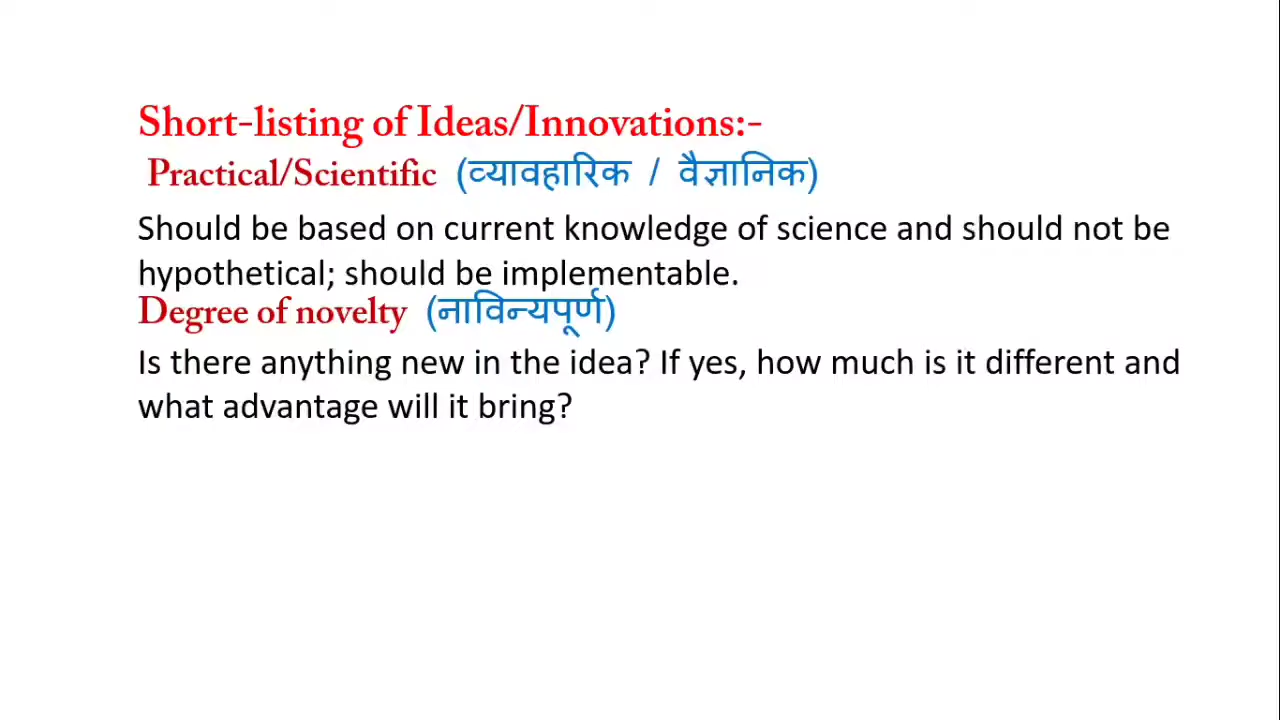 Short-listing of Ideas/Innovations:-
Practical/Scientific (व्यावहारिक / वैज्ञानिक)
Should be based on current knowledge of science and should not be
hypothetical; should be implementable.
Degree of novelty (नाविन्यपूर्ण)
Is there anything new in the idea? If yes, how much is it different and
what advantage will it bring?